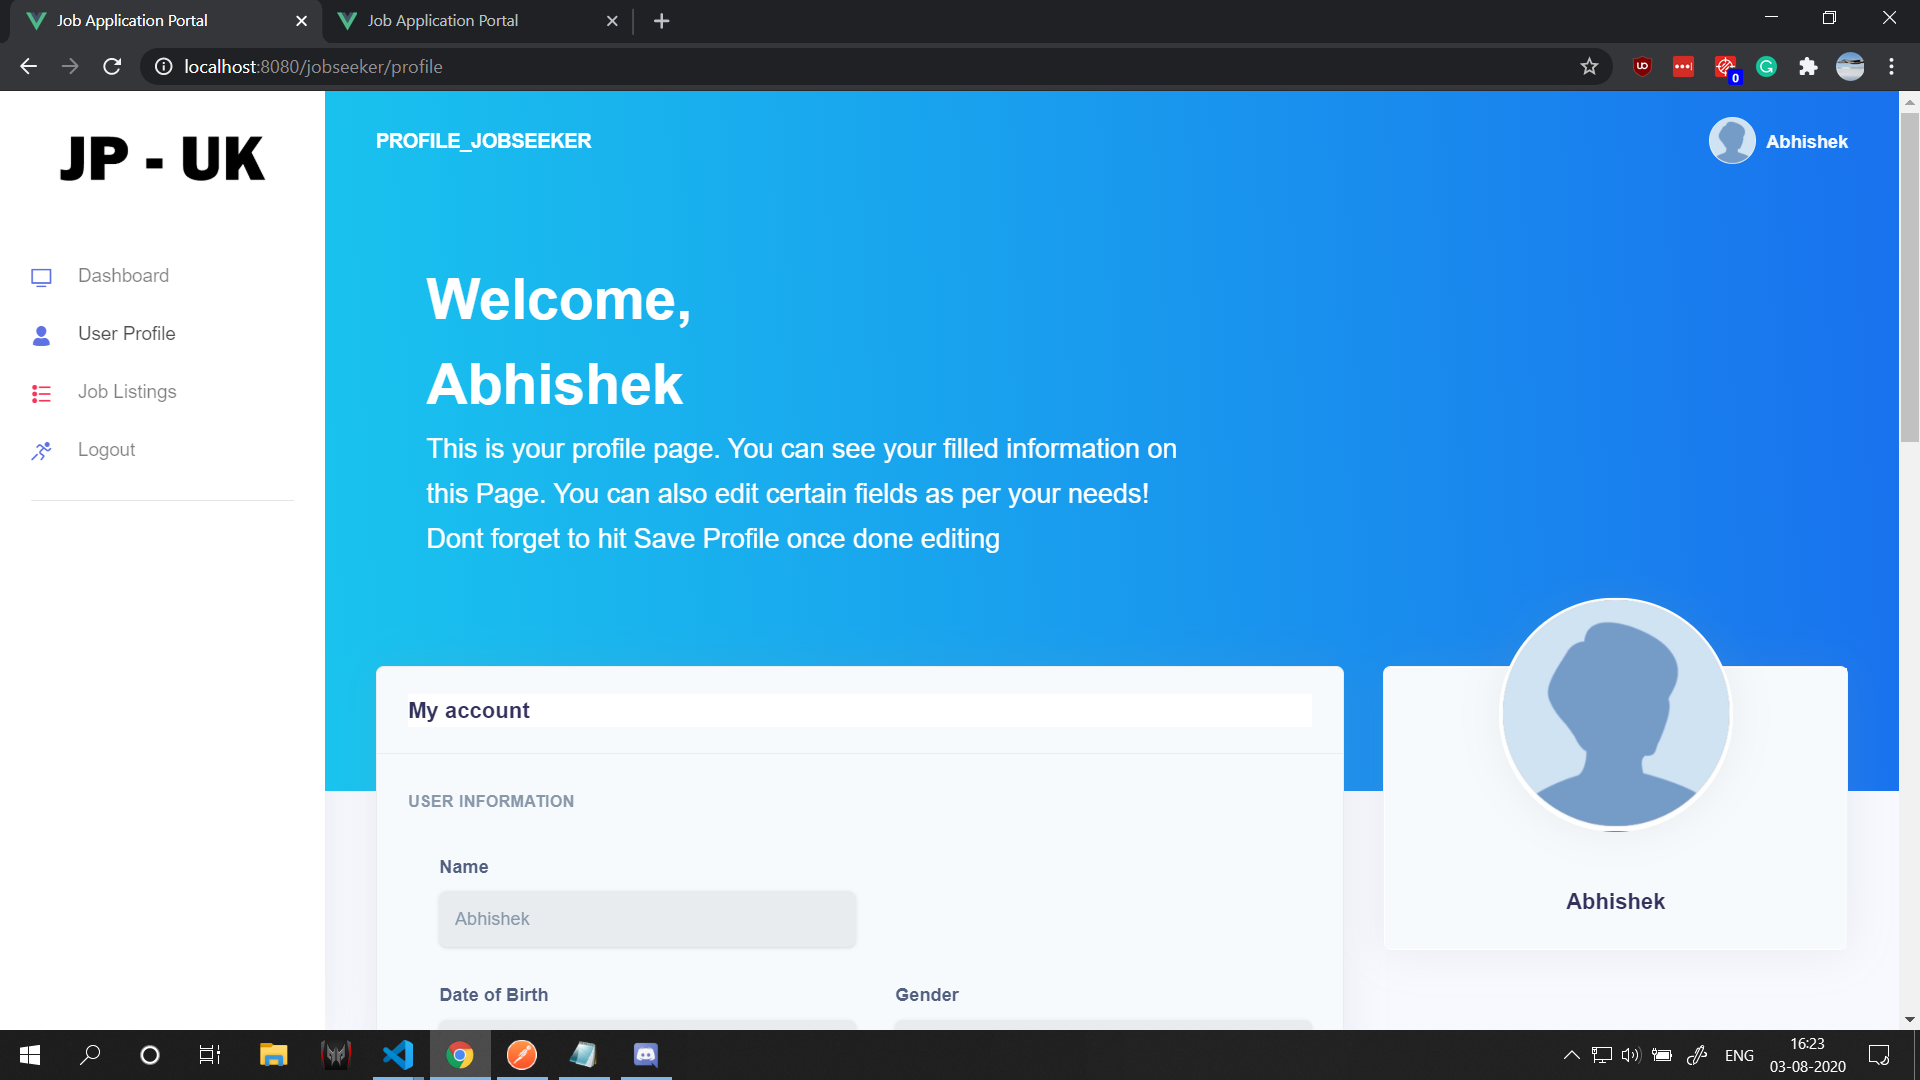 Job Application Portal
Job Application Portal
localhost:8080/jobseeker/profile
0
JP - UK
Dashboard
User Profile
Job Listings
Logout
PROFILE_JOBSEEKER
Abhishek
Welcome,
Abhishek
This is your profile page. You can see your filled information on
this Page. You can also edit certain fields as per your needs!
Dont forget to hit Save Profile once done editing
My account
USER INFORMATION
Name
Abhishek
Date of Birth
Gender
Abhishek
ENG
16:23
03-08-2020